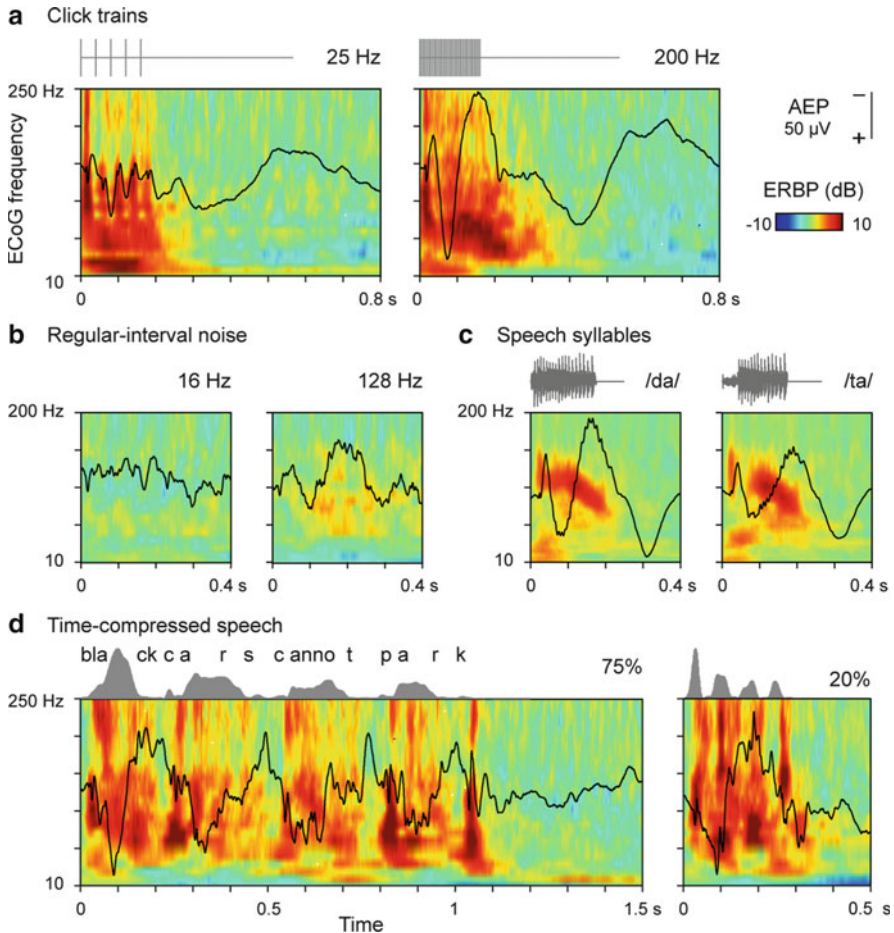 a Click trains
25 Hz
200 Hz
250 Hz
ECoG frequency
10
0
0.8 s
0
0.8 s
AEP
50 µV
−
+
ERBP (dB)
-10
10
b Regular-interval noise
16 Hz
128 Hz
200 Hz
10
0
0.4 s
0
0.4 s
c Speech syllables
/da/
/ta/
200 Hz
10
0
0.4 s
0
0.4 s
d Time-compressed speech
bla ck c a r s c anno t p a r k
75%
20%
250 Hz
10
0
0.5
1
1.5 s
Time
0
0.5 s